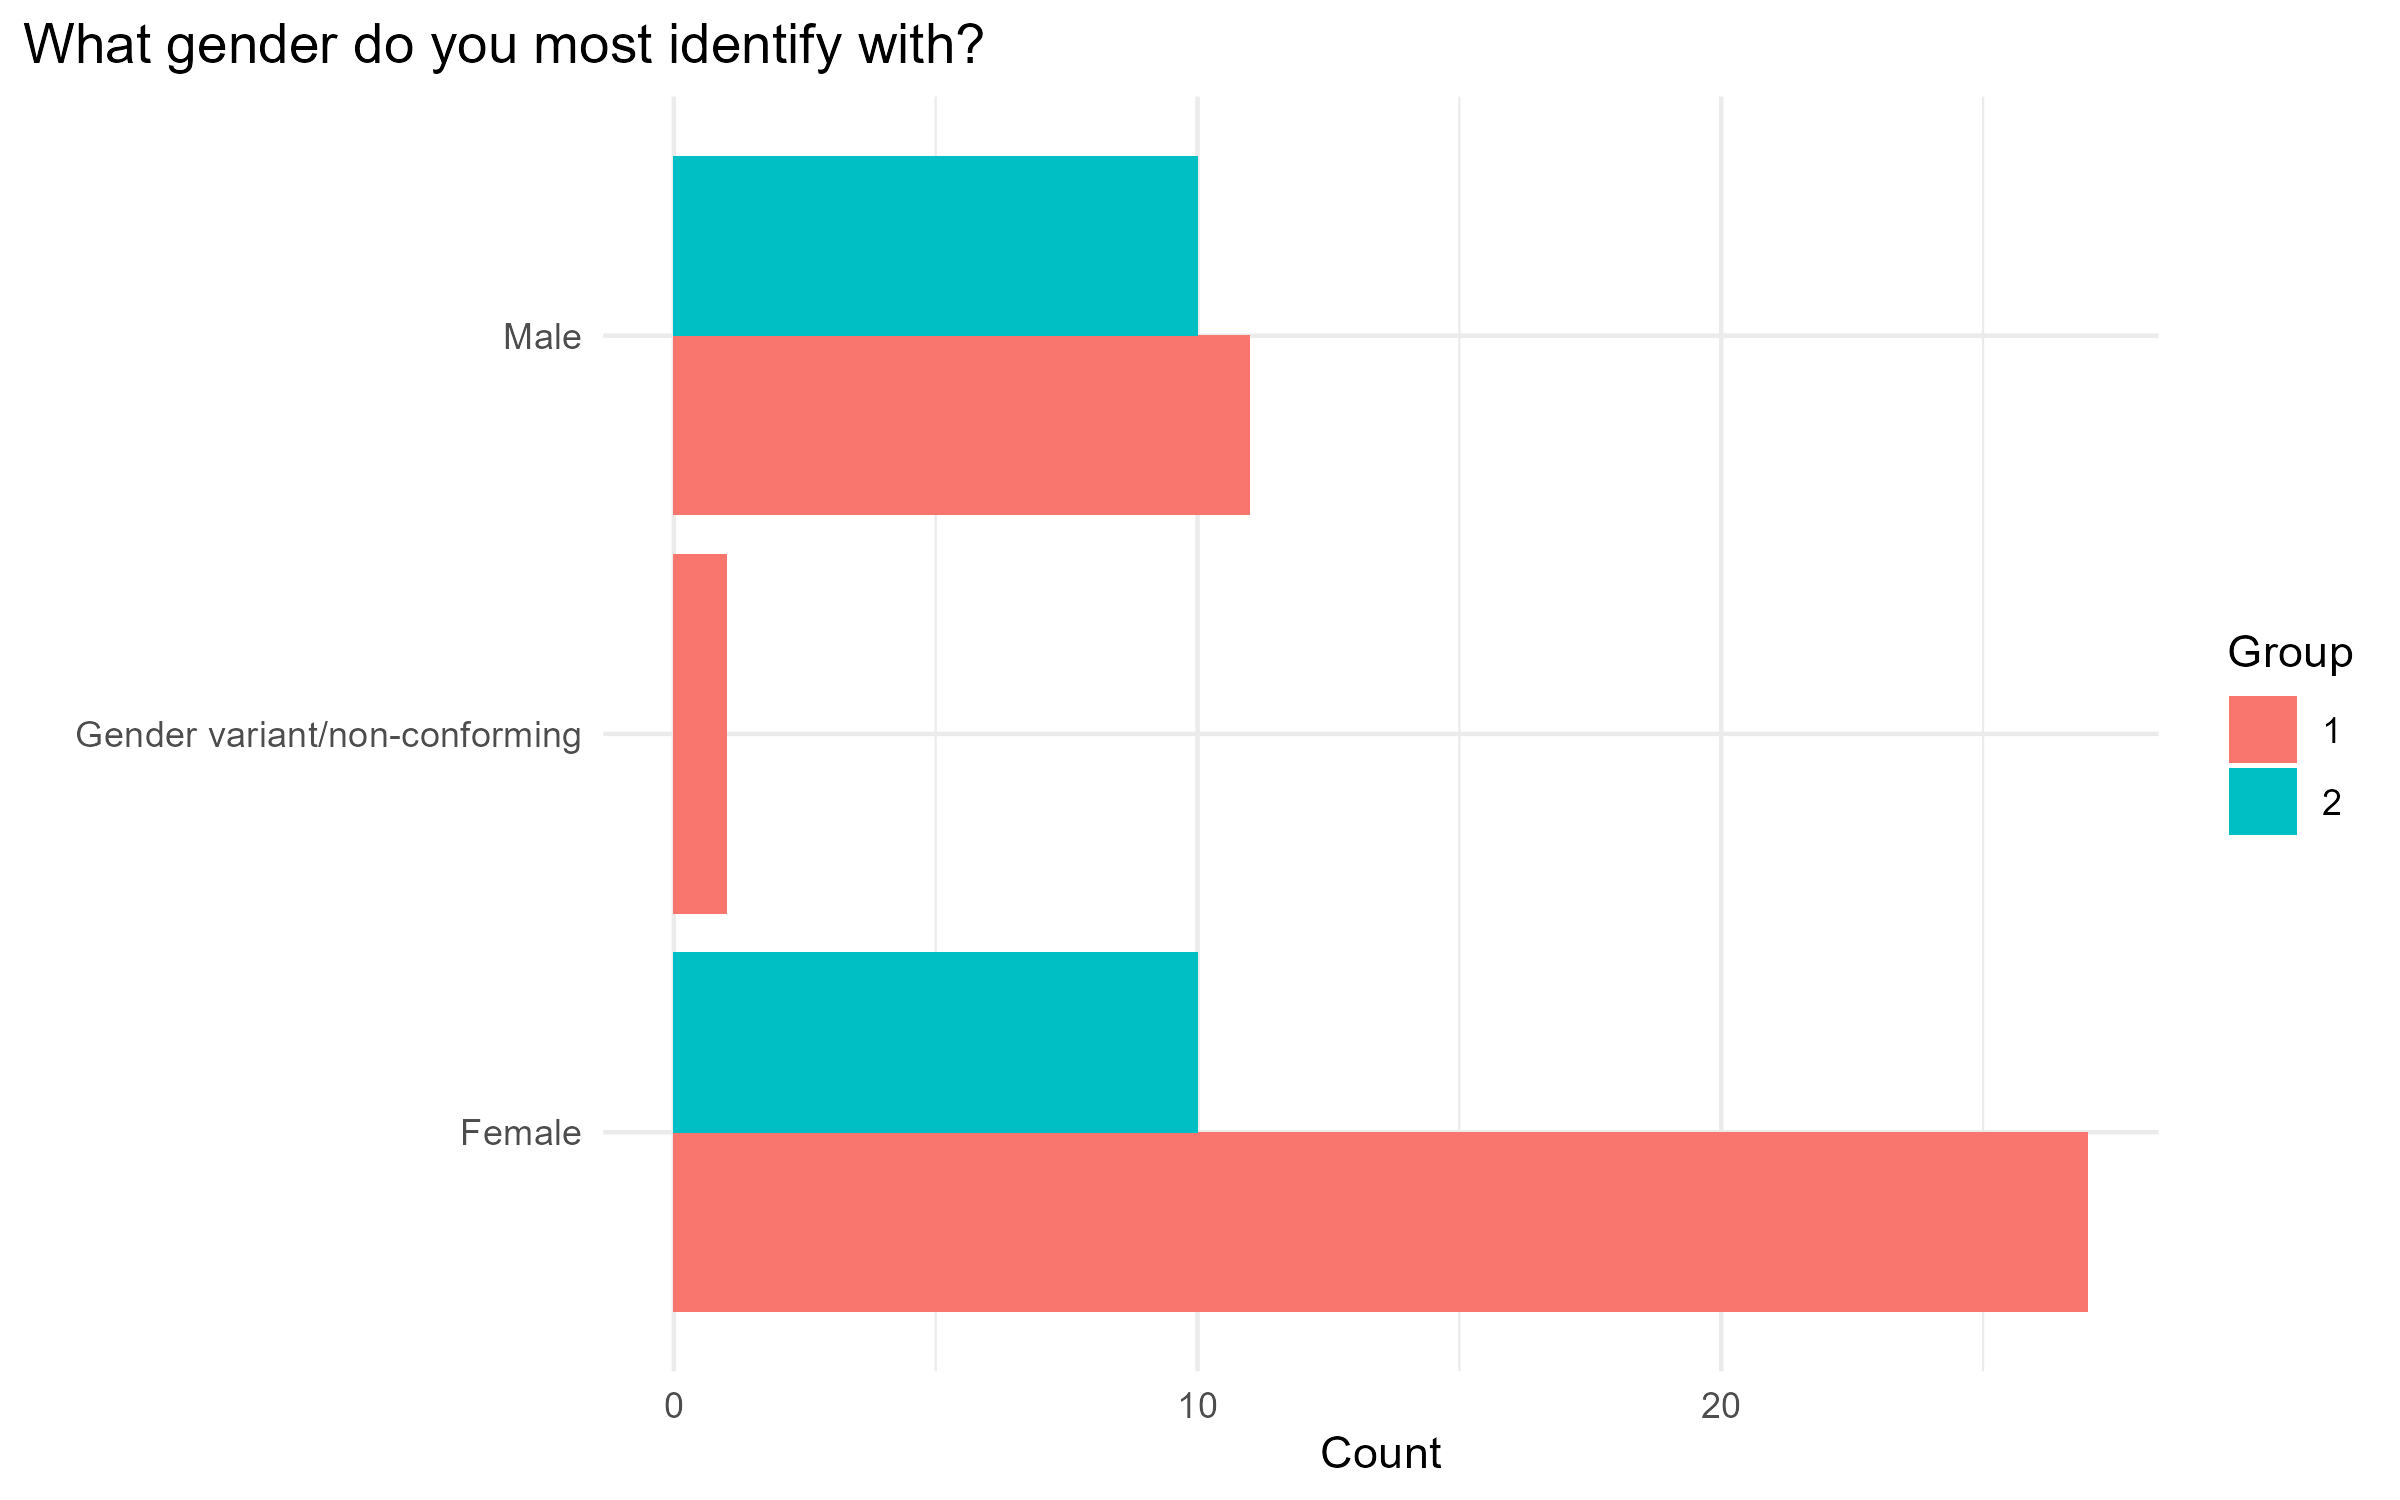 What gender do you most identify with?
Male
Gender variant/non-conforming
Female
0 10 20
Count
Group
1
2